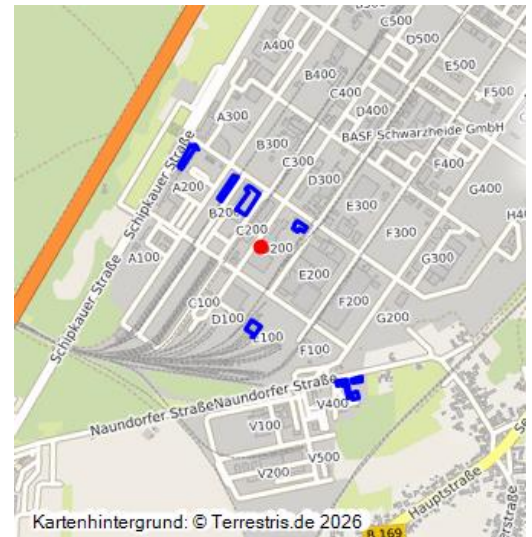 C500
A400
D500
B400
E500
C400
F500
D400
A300
BASF Schwarzheide GmbH
B300
F400
C300
G400
D300
Schipkauer Straße
A200
E300
B200
F300
C200
A100
G300
E200
C100
F200
D100
G200
Schipkauer Straße
F100
Naundorfer Straße
Naundorfer Straße
V400
V100
V500
V200
Hauptstraße
B 169
Kartenhintergrund: © Terrestris.de 2026